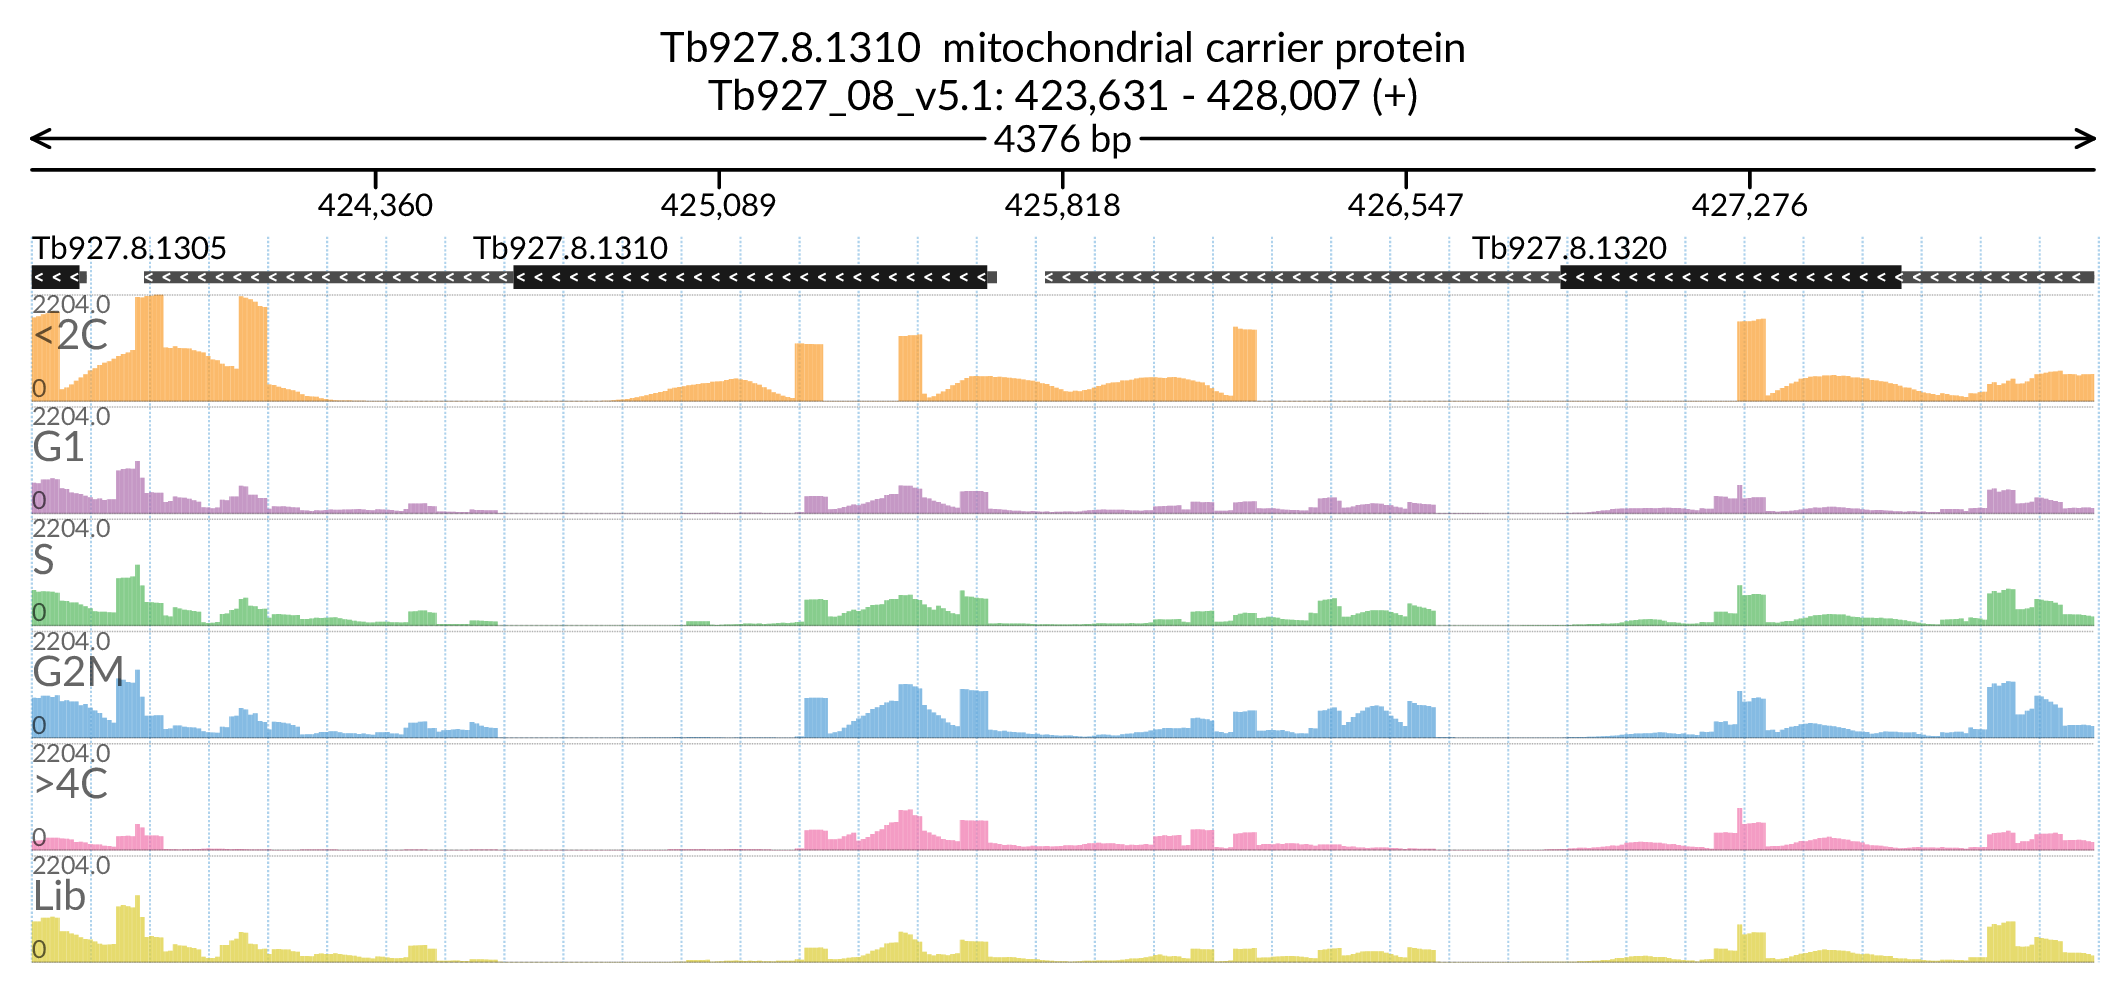 Tb927.8.1310  mitochondrial carrier protein
Tb927_08_v5.1: 423,631 - 428,007 (+)
4376 bp
424,360 425,089 425,818 426,547 427,276
Tb927.8.1305 Tb927.8.1310 Tb927.8.1320
2204.0
<2C
0
2204.0
G1
0
2204.0
S
0
2204.0
G2M
0
2204.0
>4C
0
2204.0
Lib
0